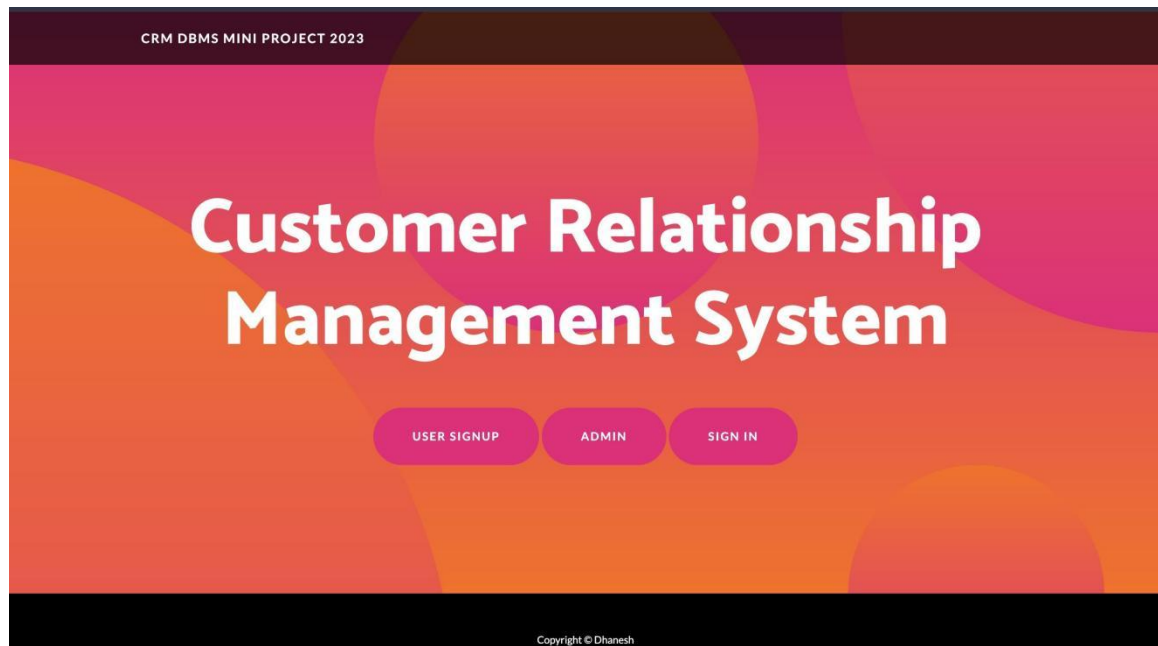 CRM DBMS MINI PROJECT 2023
Customer Relationship
Management System
USER SIGNUP ADMIN SIGN IN
Copyright © Dhanesh